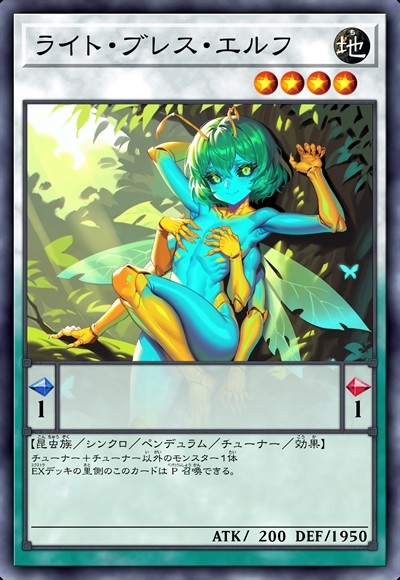 ライト・ブレス・エルフ
地
1 1
【昆虫族／シンクロ／ペンデュラム／チューナー／効果】
チューナー＋チューナー以外のモンスター1体
EXデッキの裏側のこのカードはP召喚できる。
ATK/ 200 DEF/1950